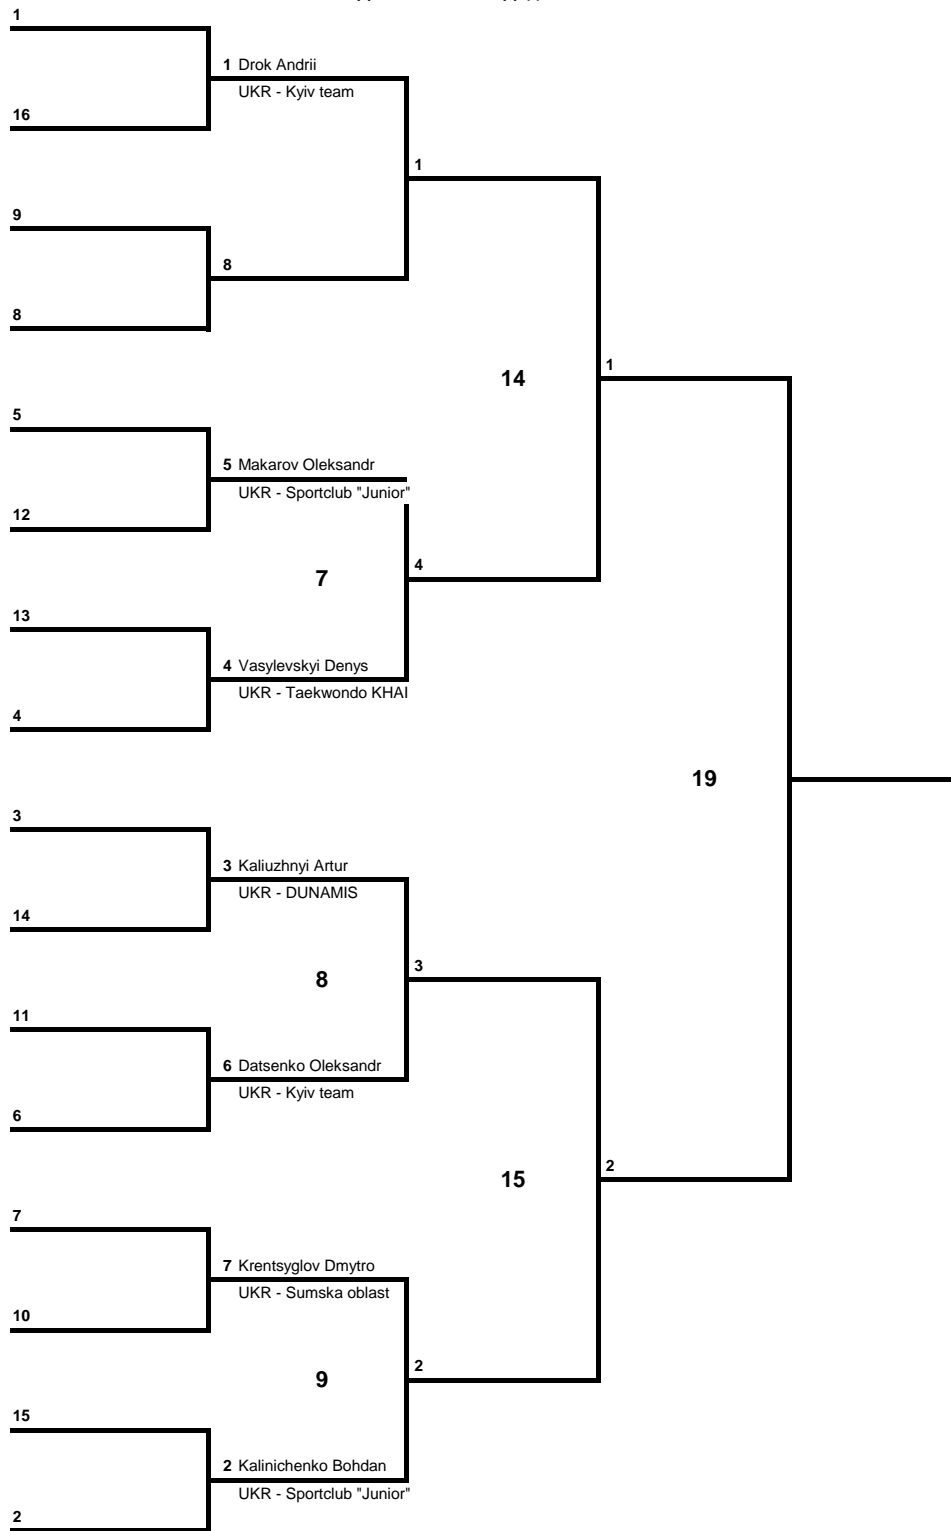 1
1 Drok Andrii
UKR - Kyiv team
16
1
9
8
8
14
1
5
5 Makarov Oleksandr
UKR - Sportclub "Junior"
12
4
7
13
4 Vasylevskyi Denys
UKR - Taekwondo KHAI
4
19
3
3 Kaliuzhnyi Artur
UKR - DUNAMIS
14
3
8
11
6 Datsenko Oleksandr
UKR - Kyiv team
6
15
2
7
7 Krentsyglov Dmytro
UKR - Sumska oblast
10
2
9
15
2 Kalinichenko Bohdan
UKR - Sportclub "Junior"
2